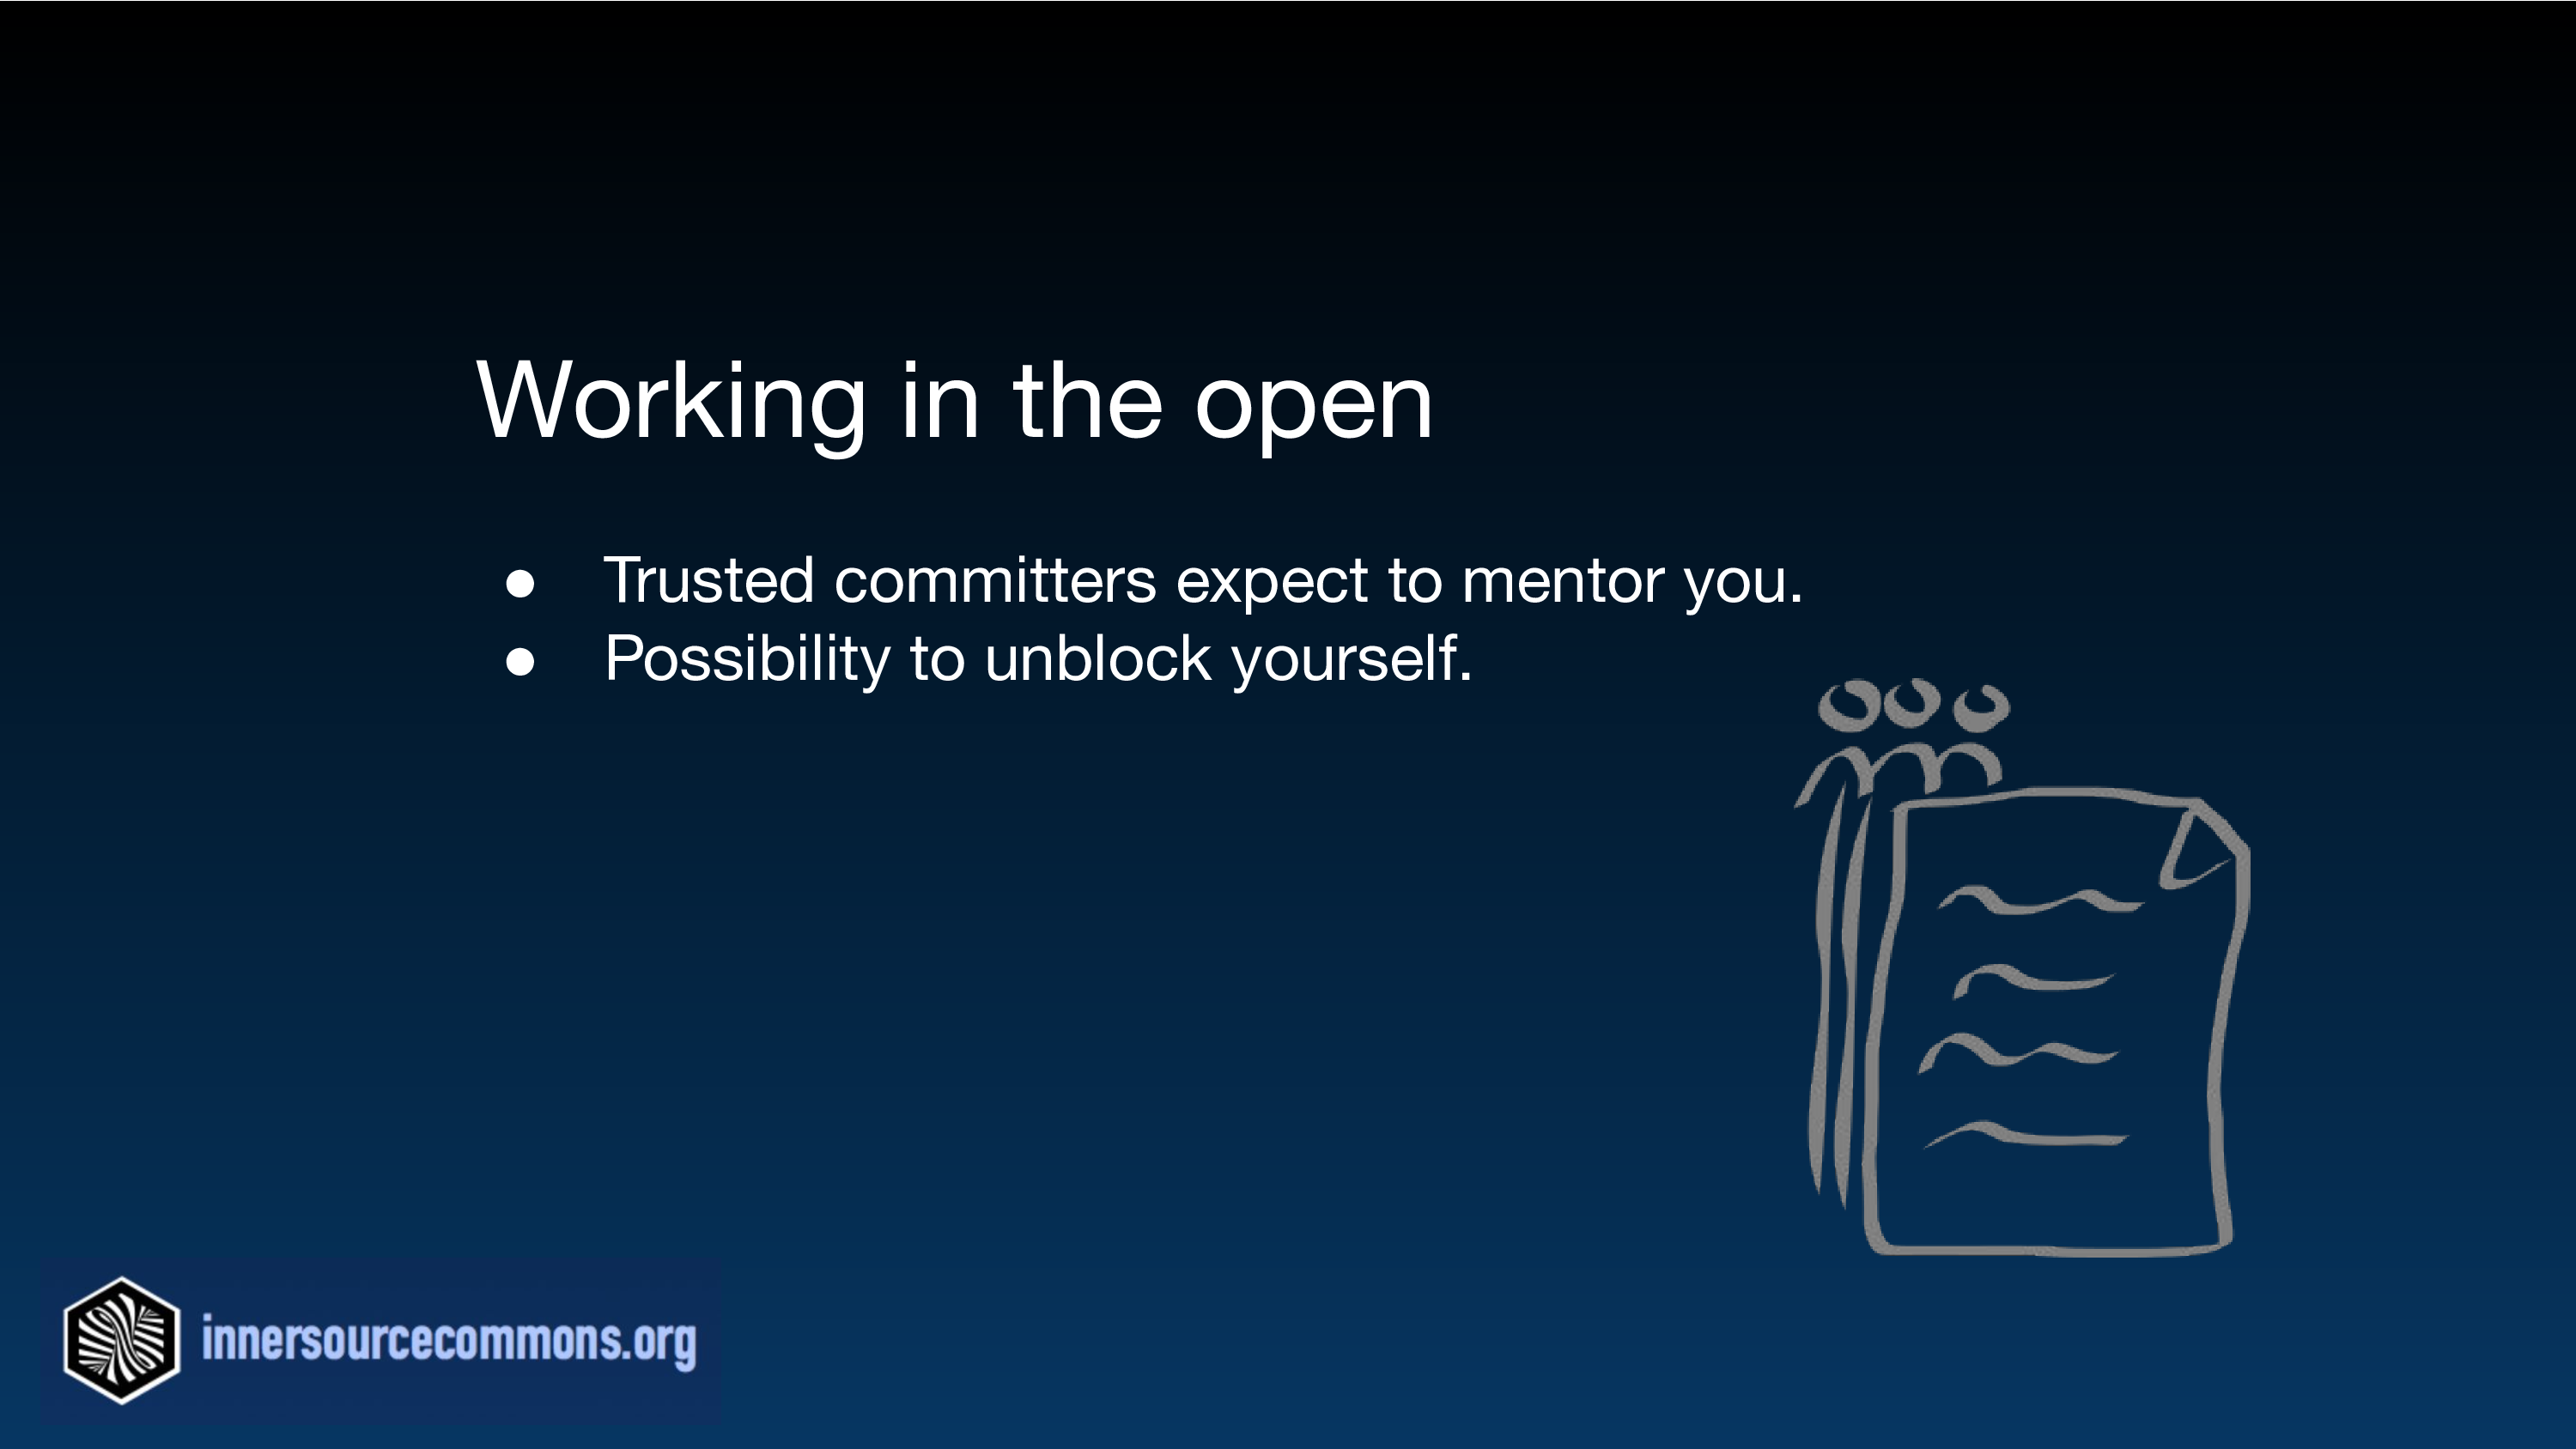 Working in the open
● Trusted committers expect to mentor you.
● Possibility to unblock yourself.
innersourcecommons.org